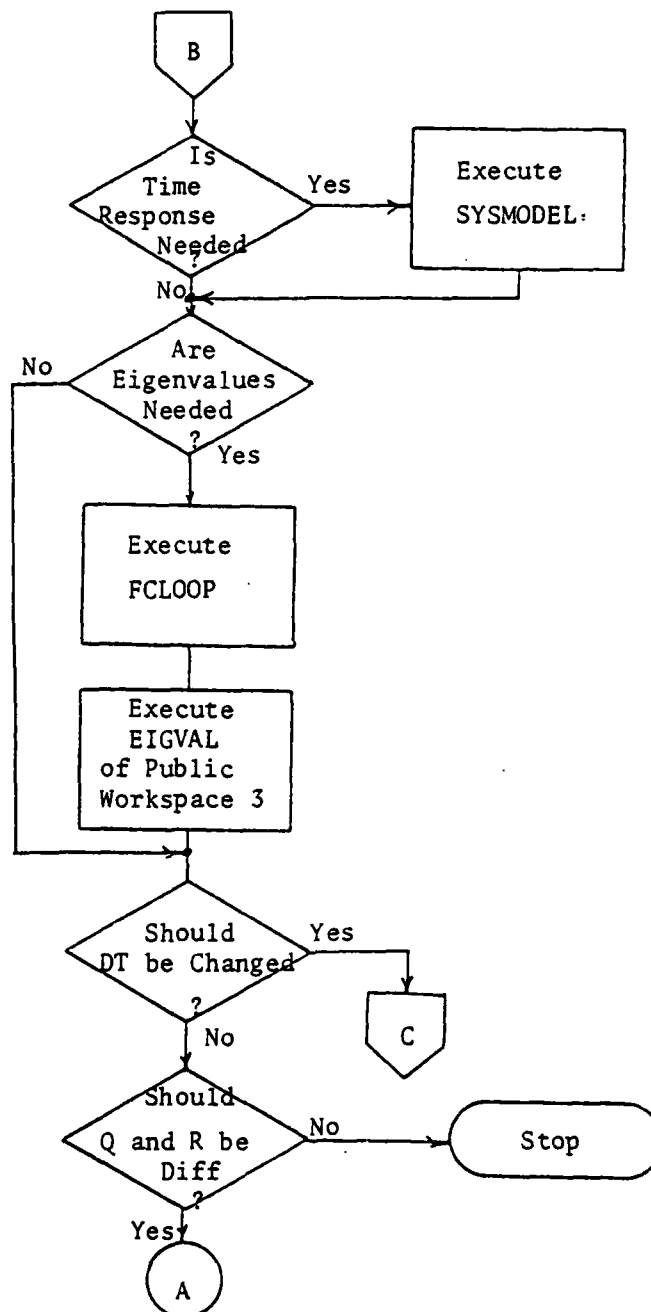 B
Is
Time
Response
Needed
?
Yes
Execute
SYSMODEL
No
Are
Eigenvalues
Needed
?
No
Yes
Execute
FCLOOP
Execute
EIGVAL
of Public
Workspace 3
Should
DT be Changed
?
Yes
C
No
Should
Q and R be
Diff
?
No
Stop
Yes
A